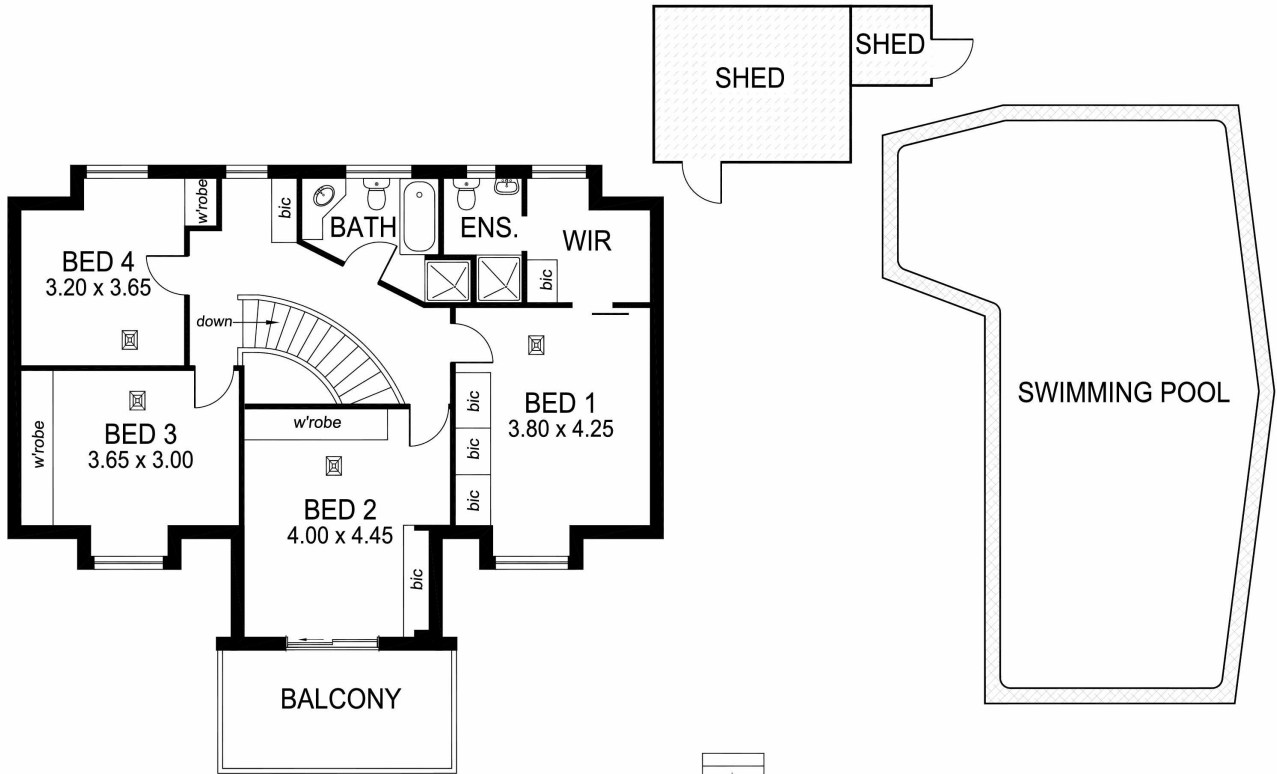 SHED
SHED
w'robe
bic
BATH
ENS.
WIR
BED 4
3.20 x 3.65
bic
down
SWIMMING POOL
w'robe
BED 3
3.65 x 3.00
w'robe
bic
BED 1
3.80 x 4.25
bic
bic
BED 2
4.00 x 4.45
bic
BALCONY